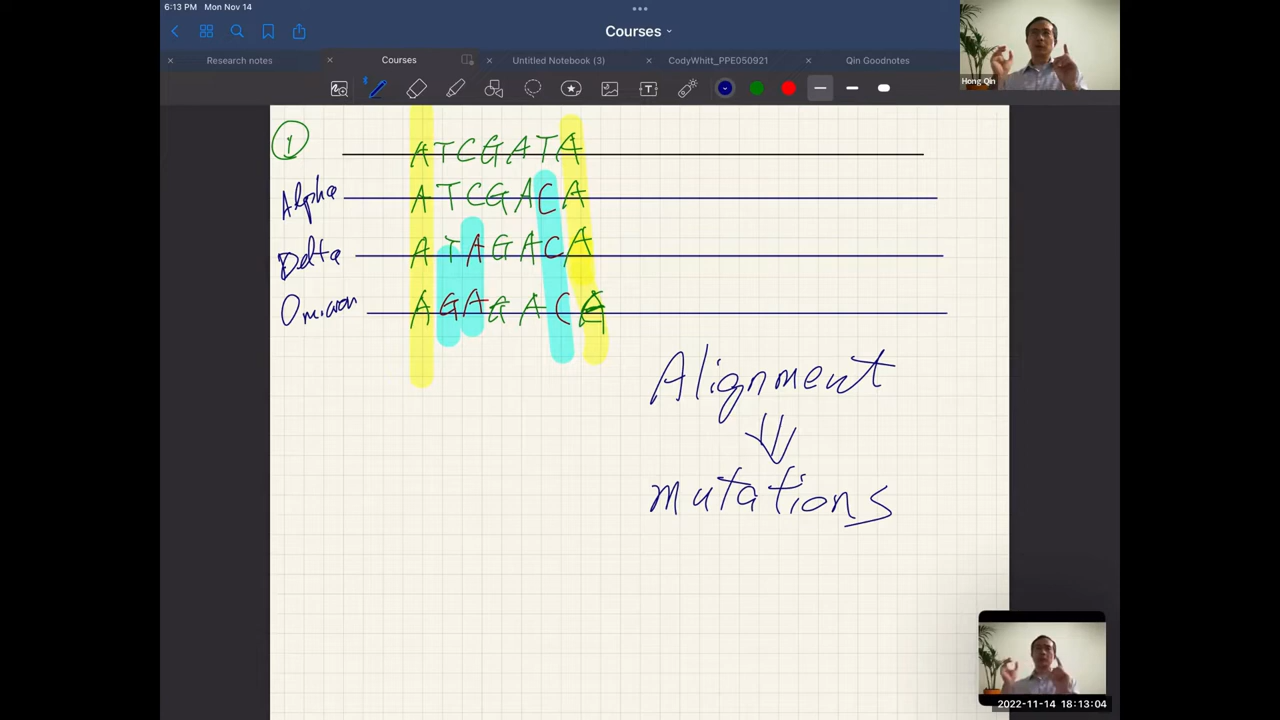 6:13 PM Mon Nov 14
Courses
Research notes
Courses
Untitled Notebook (3)
CodyWhitt_PPE050921
Qin Goodnotes
Hong Qin
1 ATCGATA
Alpha ATCGACA
Delta ATAGACA
Omicron AGAGACA
Alignment
mutations
2022-11-14 18:13:04